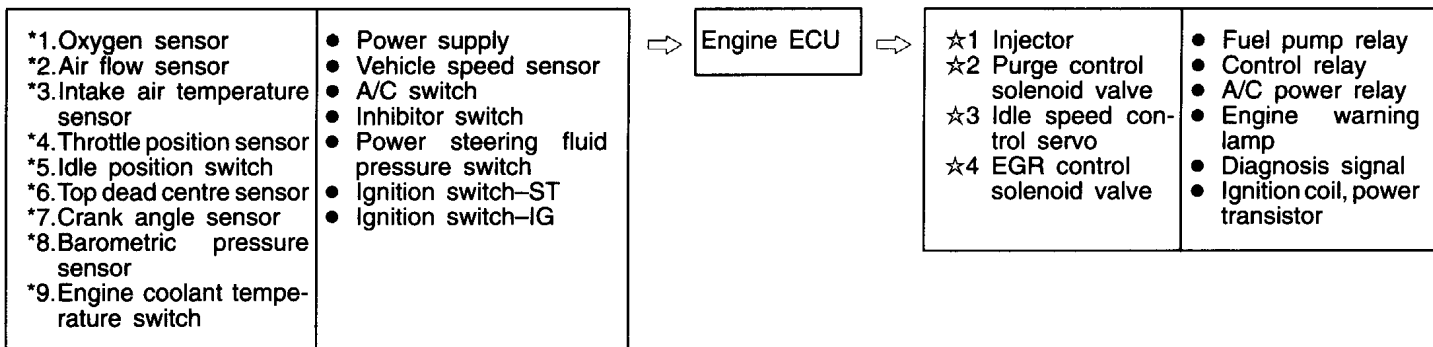 *1.Oxygen sensor
*2.Air flow sensor
*3.Intake air temperature
sensor
*4.Throttle position sensor
*5.Idle position switch
*6.Top dead centre sensor
*7.Crank angle sensor
*8.Barometric pressure
sensor
*9.Engine coolant tempe-
rature switch
● Power supply
● Vehicle speed sensor
● A/C switch
● Inhibitor switch
● Power steering fluid
pressure switch
● Ignition switch–ST
● Ignition switch–IG
⇨ Engine ECU ⇨
☆1 Injector
☆2 Purge control
solenoid valve
☆3 Idle speed con-
trol servo
☆4 EGR control
solenoid valve
● Fuel pump relay
● Control relay
● A/C power relay
● Engine warning
lamp
● Diagnosis signal
● Ignition coil, power
transistor